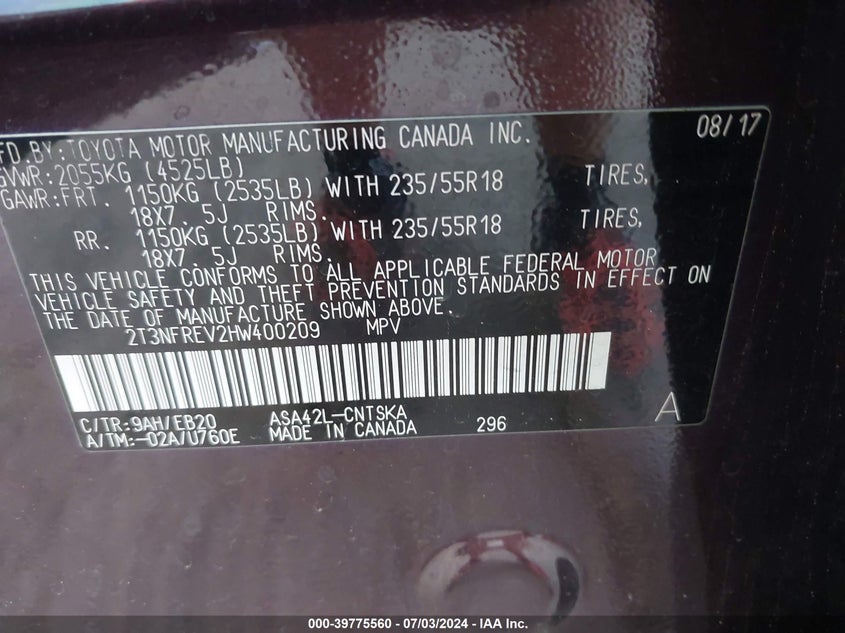 FD.BY:TOYOTA MOTOR MANUFACTURING CANADA INC. 08/17
GVWR:2055KG (4525LB)
GAWR:FRT. 1150KG (2535LB) WITH 235/55R18 TIRES,
18X7.5J RIMS.
RR. 1150KG (2535LB) WITH 235/55R18 TIRES,
18X7.5J RIMS.
THIS VEHICLE CONFORMS TO ALL APPLICABLE FEDERAL MOTOR
VEHICLE SAFETY AND THEFT PREVENTION STANDARDS IN EFFECT ON
THE DATE OF MANUFACTURE SHOWN ABOVE.
2T3NFREV2HW400209 MPV
C/TR:9AH/EB20 ASA42L-CNTSKA A
A/TM:-02A/U760E MADE IN CANADA 296
000-39775560 - 07/03/2024 - IAA Inc.